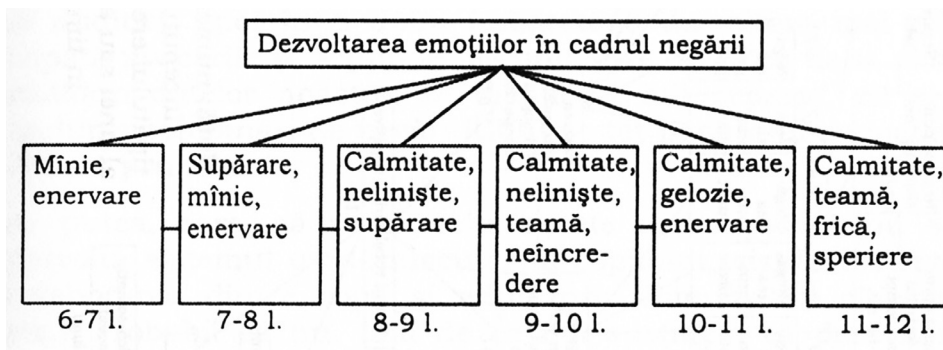 Dezvoltarea emoţiilor în cadrul negării
Mînie,
enervare
Supărare,
mînie,
enervare
Calmitate,
nelinişte,
supărare
Calmitate,
nelinişte,
teamă,
neîncre-
dere
Calmitate,
gelozie,
enervare
Calmitate,
teamă,
frică,
speriere
6-7 l.
7-8 l.
8-9 l.
9-10 l.
10-11 l.
11-12 l.